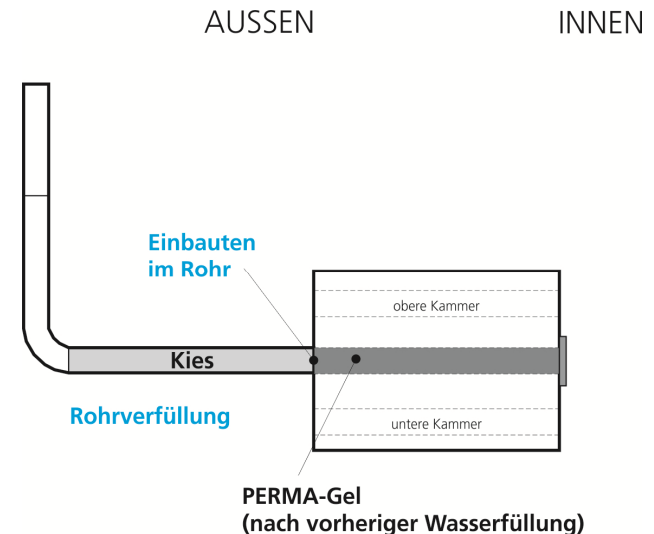 AUSSEN
INNEN
Einbauten
im Rohr
obere Kammer
Kies
Rohrverfüllung
untere Kammer
PERMA-Gel
(nach vorheriger Wasserfüllung)